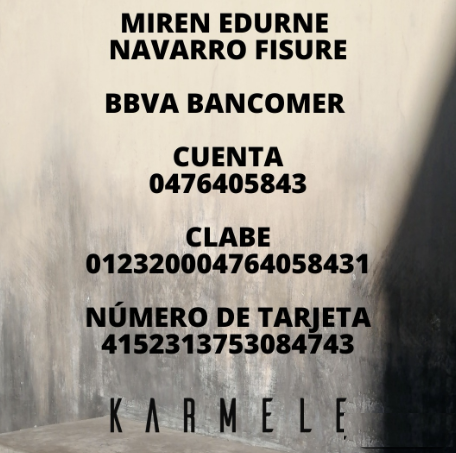 MIREN EDURNE
NAVARRO FISURE
BBVA BANCOMER
CUENTA
0476405843
CLABE
012320004764058431
NÚMERO DE TARJETA
4152313753084743
KARMELE